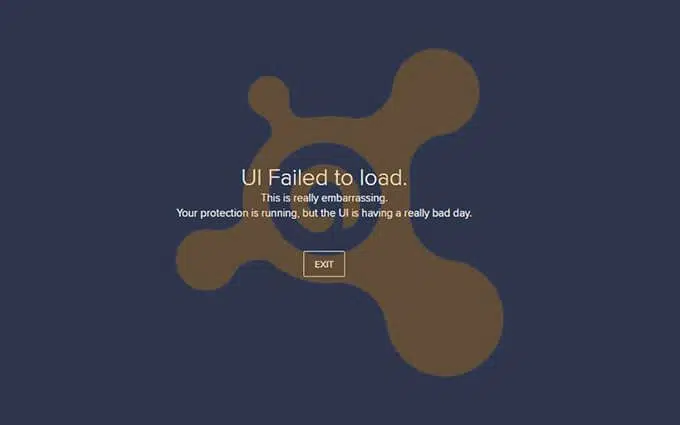 UI Failed to load.
This is really embarrassing.
Your protection is running, but the UI is having a really bad day.
EXIT